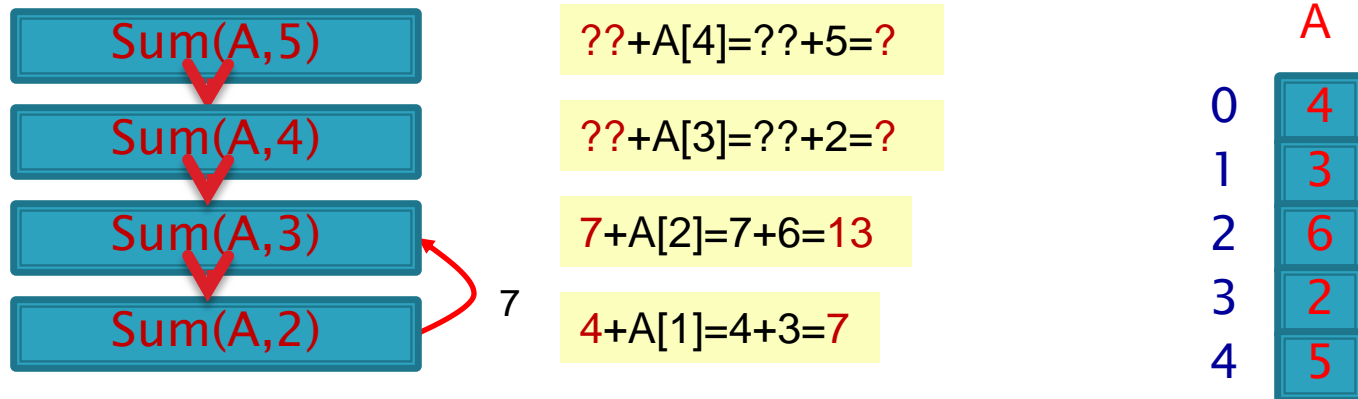 Sum(A,5)
??+A[4]=??+5=?
A
Sum(A,4)
??+A[3]=??+2=?
0 4
1 3
Sum(A,3)
7+A[2]=7+6=13
2 6
7
3 2
Sum(A,2)
4+A[1]=4+3=7
4 5